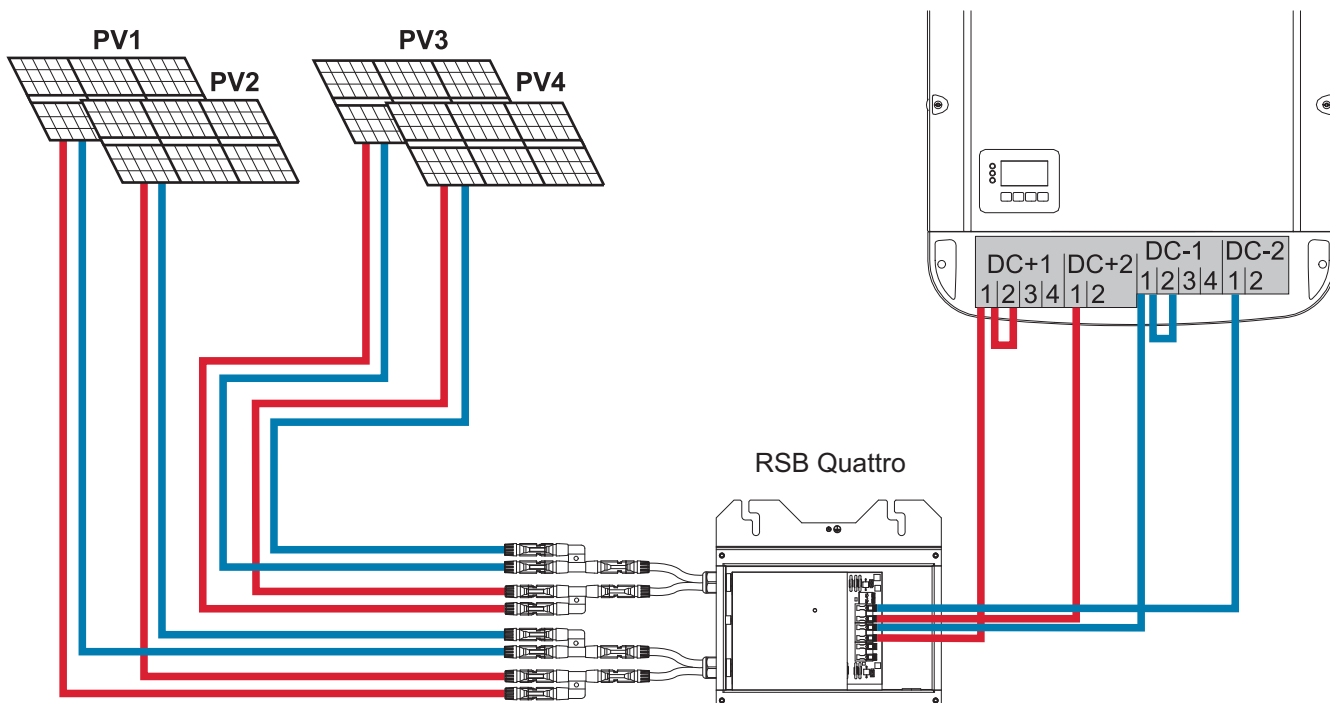 PV1
PV2
PV3
PV4
DC+1 DC+2 DC-1 DC-2
1 2 3 4 1 2 1 2 3 4 1 2
RSB Quattro